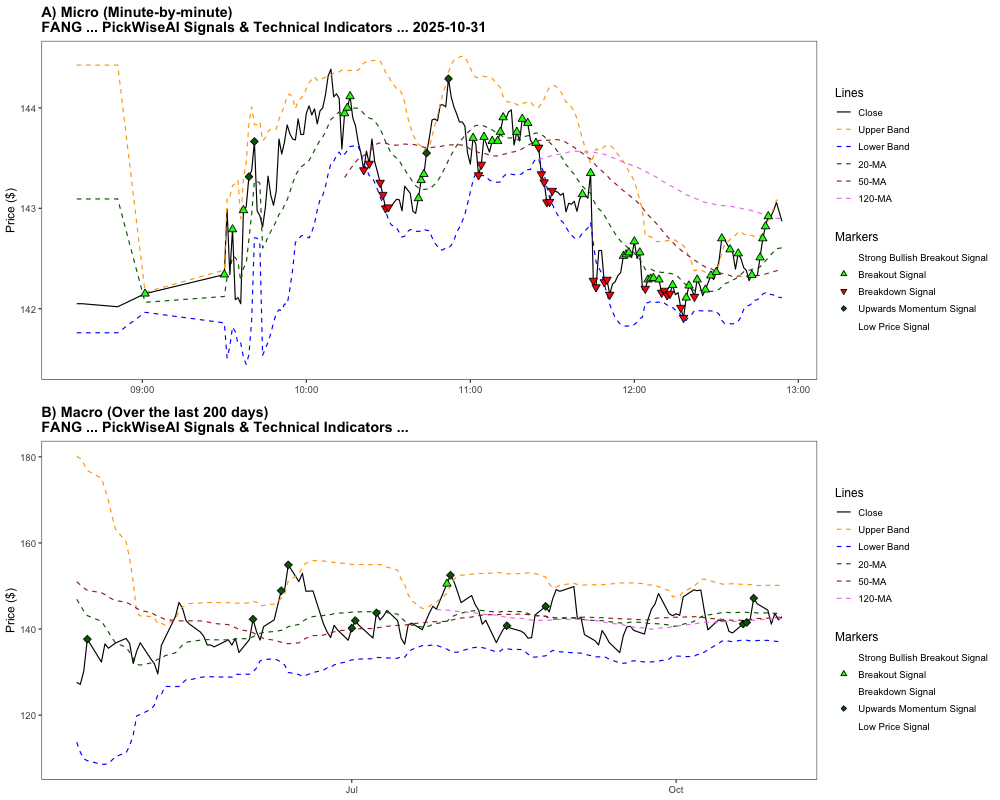 A) Micro (Minute-by-minute)
FANG ... PickWiseAI Signals & Technical Indicators ... 2025-10-31
Price ($)
144
143
142
09:00
10:00
11:00
12:00
13:00
Lines
Close
Upper Band
Lower Band
20-MA
50-MA
120-MA
Markers
Strong Bullish Breakout Signal
Breakout Signal
Breakdown Signal
Upwards Momentum Signal
Low Price Signal
B) Macro (Over the last 200 days)
FANG ... PickWiseAI Signals & Technical Indicators ...
Price ($)
180
160
140
120
Jul
Oct
Lines
Close
Upper Band
Lower Band
20-MA
50-MA
120-MA
Markers
Strong Bullish Breakout Signal
Breakout Signal
Breakdown Signal
Upwards Momentum Signal
Low Price Signal